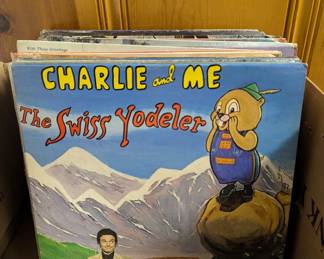 CHARLIE and ME
The Swiss Yodeler